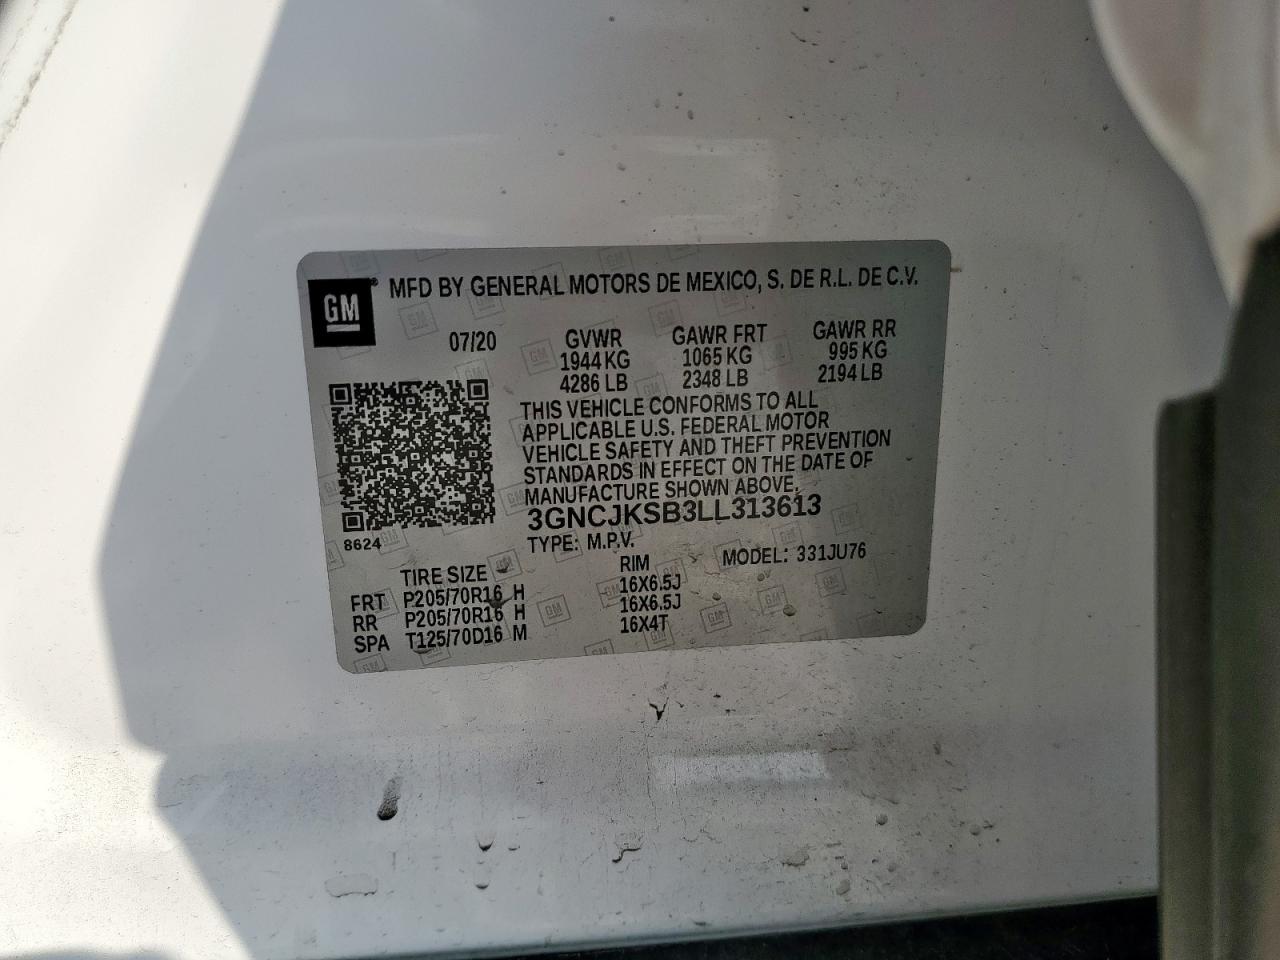 GM® MFD BY GENERAL MOTORS DE MEXICO, S. DE R.L. DE C.V.
07/20 GVWR GAWR FRT GAWR RR
1944 KG 1065 KG 995 KG
4286 LB 2348 LB 2194 LB
THIS VEHICLE CONFORMS TO ALL
APPLICABLE U.S. FEDERAL MOTOR
VEHICLE SAFETY AND THEFT PREVENTION
STANDARDS IN EFFECT ON THE DATE OF
MANUFACTURE SHOWN ABOVE.
3GNCJKSB3LL313613
8624
TYPE: M.P.V. MODEL: 331JU76
TIRE SIZE RIM
FRT P205/70R16 H 16X6.5J
RR P205/70R16 H 16X6.5J
SPA T125/70D16 M 16X4T